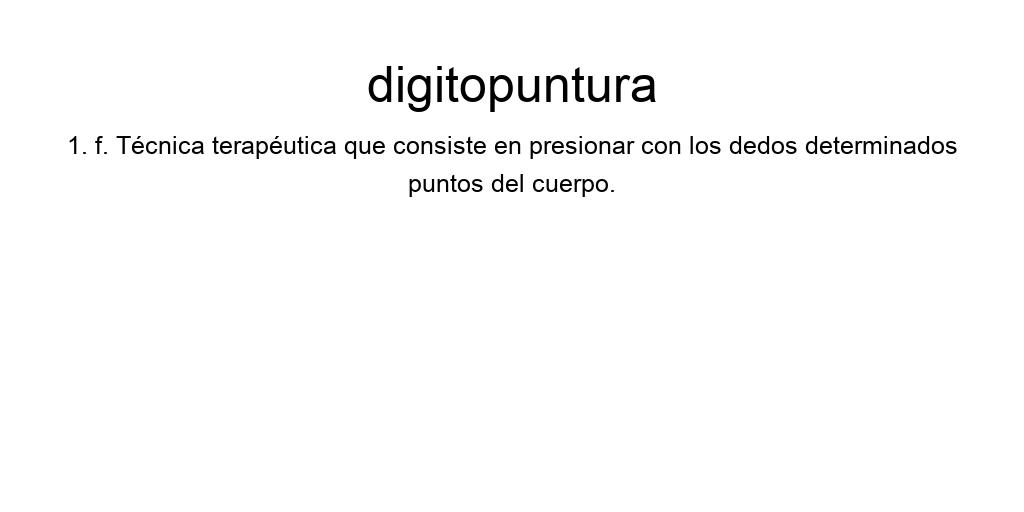 digitopuntura
1. f. Técnica terapéutica que consiste en presionar con los dedos determinados
puntos del cuerpo.